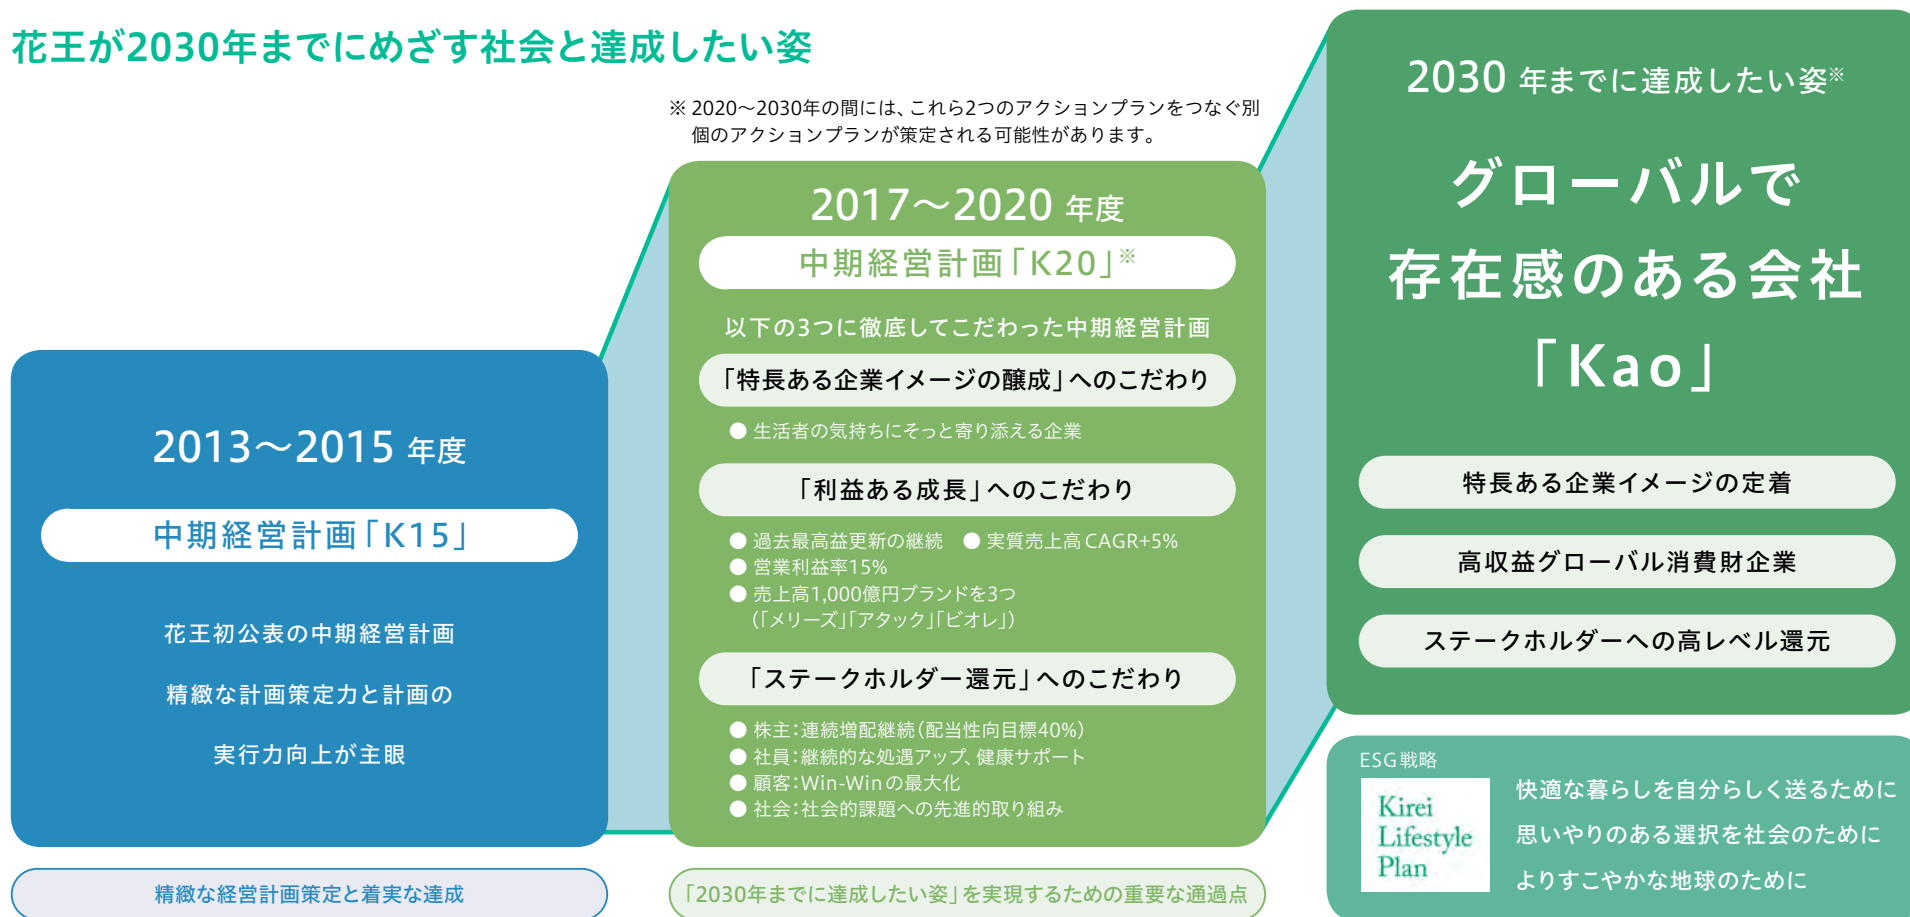 花王が2030年までにめざす社会と達成したい姿
※ 2020～2030年の間には、これら2つのアクションプランをつなぐ別
個のアクションプランが策定される可能性があります。
2013～2015 年度
中期経営計画「K15」
花王初公表の中期経営計画
精緻な計画策定力と計画の
実行力向上が主眼
精緻な経営計画策定と着実な達成
2017～2020 年度
中期経営計画「K20」※
以下の3つに徹底してこだわった中期経営計画
「特長ある企業イメージの醸成」へのこだわり
● 生活者の気持ちにそっと寄り添える企業
「利益ある成長」へのこだわり
● 過去最高益更新の継続 ● 実質売上高CAGR+5%
● 営業利益率15%
● 売上高1,000億円ブランドを3つ
（「メリーズ」「アタック」「ビオレ」）
「ステークホルダー還元」へのこだわり
● 株主：連続増配継続（配当性向目標40%）
● 社員：継続的な処遇アップ、健康サポート
● 顧客：Win-Winの最大化
● 社会：社会的課題への先進的取り組み
「2030年までに達成したい姿」を実現するための重要な通過点
2030 年までに達成したい姿※
グローバルで
存在感のある会社
「Kao」
特長ある企業イメージの定着
高収益グローバル消費財企業
ステークホルダーへの高レベル還元
ESG戦略
Kirei
Lifestyle
Plan
快適な暮らしを自分らしく送るために
思いやりのある選択を社会のために
よりすこやかな地球のために